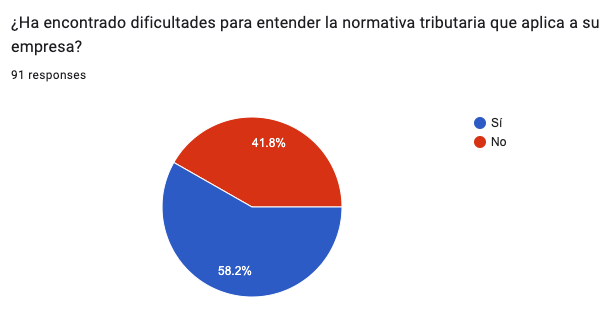 ¿Ha encontrado dificultades para entender la normativa tributaria que aplica a su
empresa?
91 responses
Sí
No
41.8%
58.2%